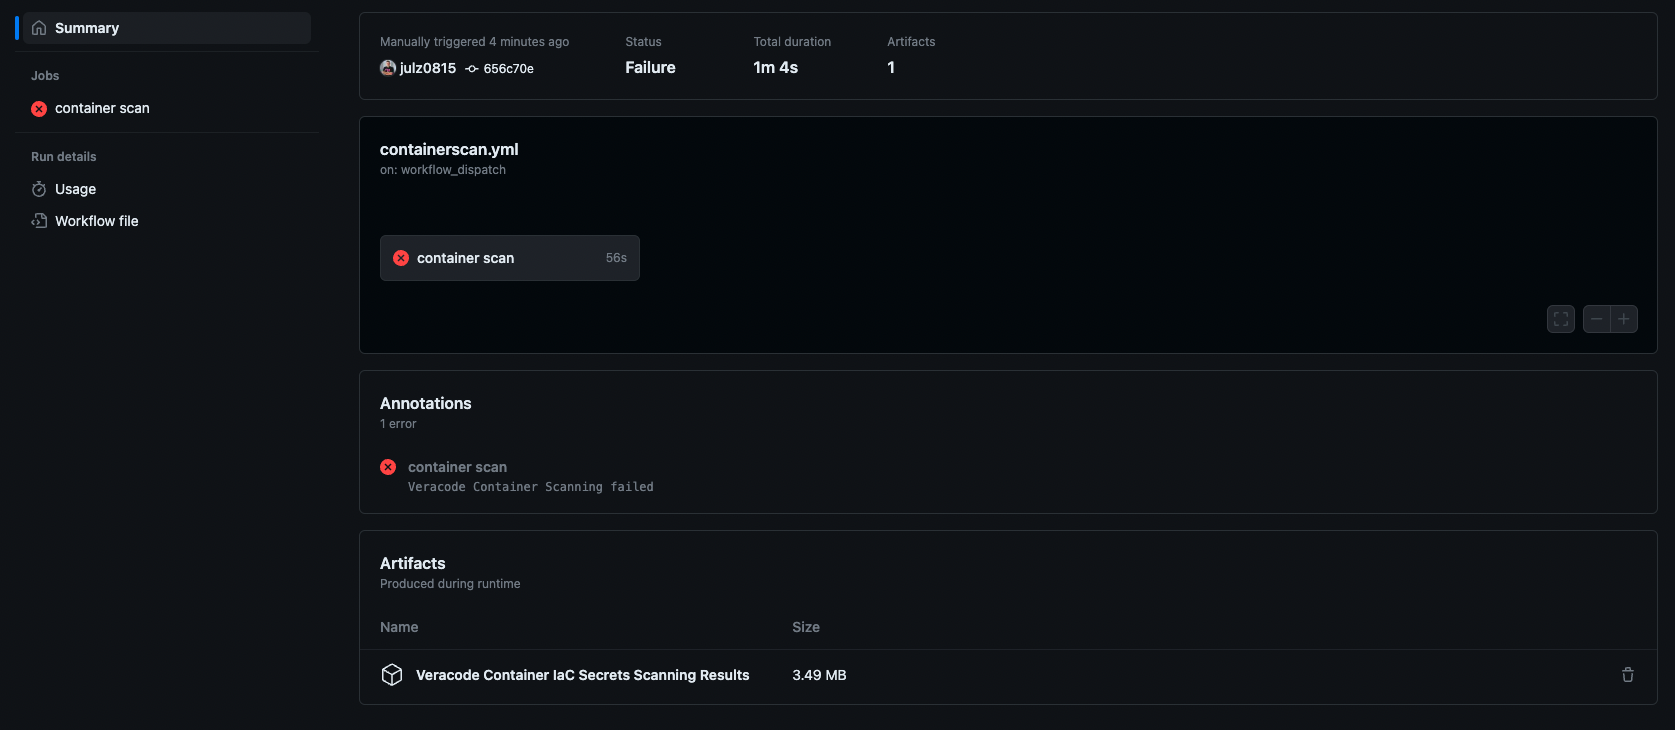 Summary
Jobs
container scan
Run details
Usage
Workflow file
Manually triggered 4 minutes ago
julz0815 656c70e
Status
Failure
Total duration
1m 4s
Artifacts
1
containerscan.yml
on: workflow_dispatch
container scan 56s
Annotations
1 error
container scan
Veracode Container Scanning failed
Artifacts
Produced during runtime
Name Size
Veracode Container IaC Secrets Scanning Results 3.49 MB